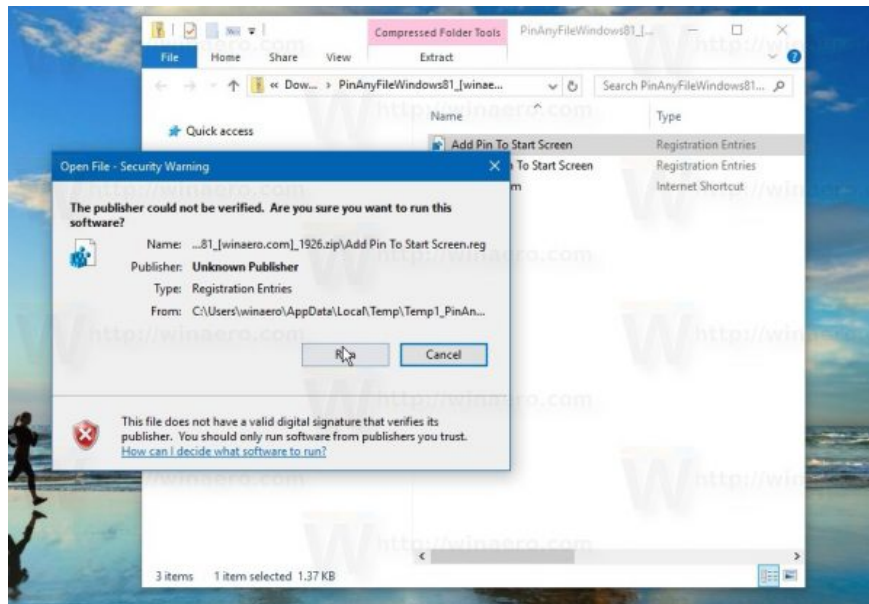 Compressed Folder Tools
PinAnyFileWindows81_[...
File
Home
Share
View
Extract
« Dow... › PinAnyFileWindows81_[winae...
Search PinAnyFileWindows81...
Name
Type
Quick access
Add Pin To Start Screen
Registration Entries
To Start Screen
Registration Entries
Internet Shortcut
Open File - Security Warning
The publisher could not be verified. Are you sure you want to run this
software?
Name: ...81_[winaero.com]_1926.zip\Add Pin To Start Screen.reg
Publisher: Unknown Publisher
Type: Registration Entries
From: C:\Users\winaero\AppData\Local\Temp\Temp1_PinAn...
Cancel
This file does not have a valid digital signature that verifies its
publisher. You should only run software from publishers you trust.
How can I decide what software to run?
3 items
1 item selected 1.37 KB
http://winaero.com